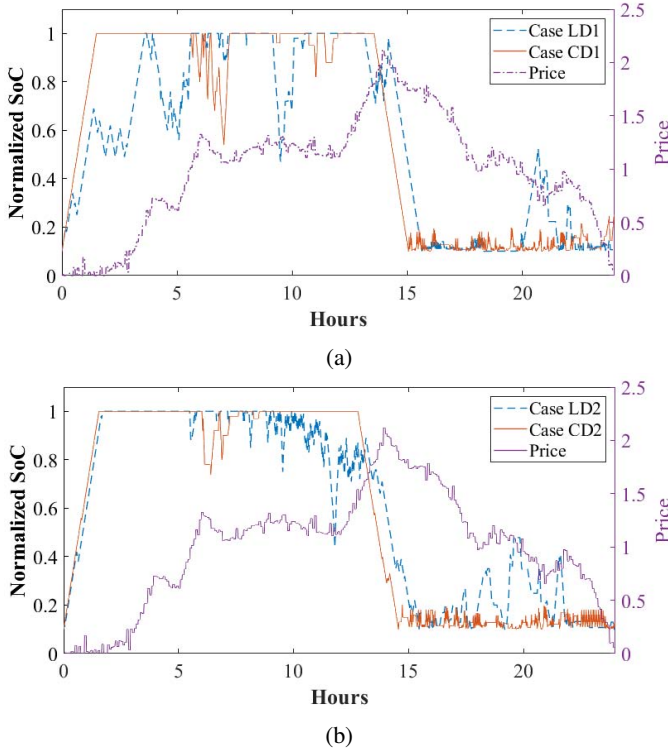 1
0.8
0.6
0.4
0.2
0
Normalized SoC
2.5
2
1.5
1
0.5
0
Price
Case LD1
Case CD1
Price
0 5 10 15 20
Hours
(a)
1
0.8
0.6
0.4
0.2
0
Normalized SoC
2.5
2
1.5
1
0.5
0
Price
Case LD2
Case CD2
Price
0 5 10 15 20
Hours
(b)